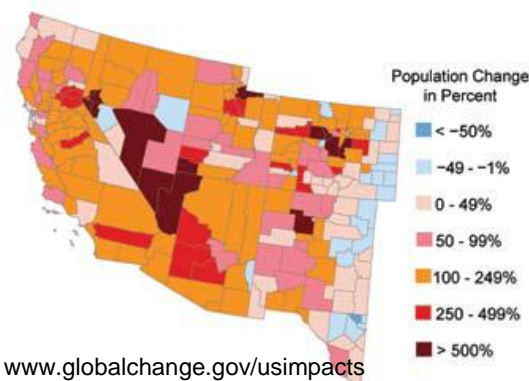 Population Change
in Percent
< −50%
-49 - -1%
0 - 49%
50 - 99%
100 - 249%
250 - 499%
> 500%
www.globalchange.gov/usimpacts